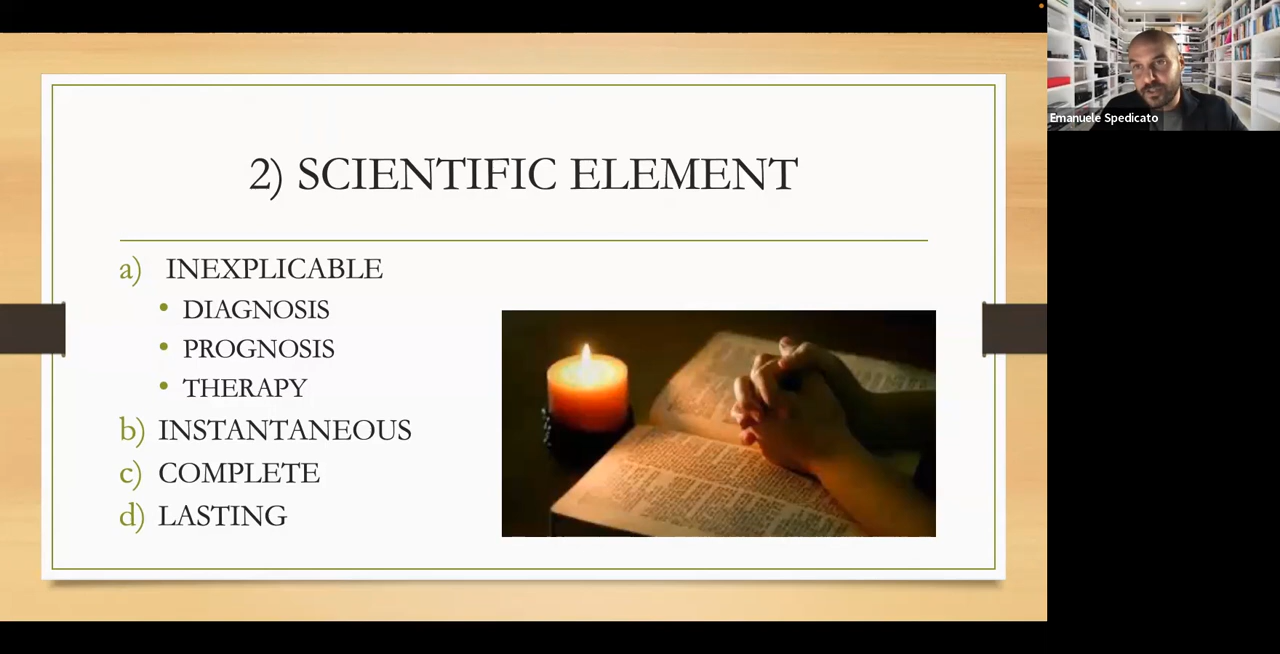 2) SCIENTIFIC ELEMENT
a) INEXPLICABLE
• DIAGNOSIS
• PROGNOSIS
• THERAPY
b) INSTANTANEOUS
c) COMPLETE
d) LASTING
Emanuele Spedicato